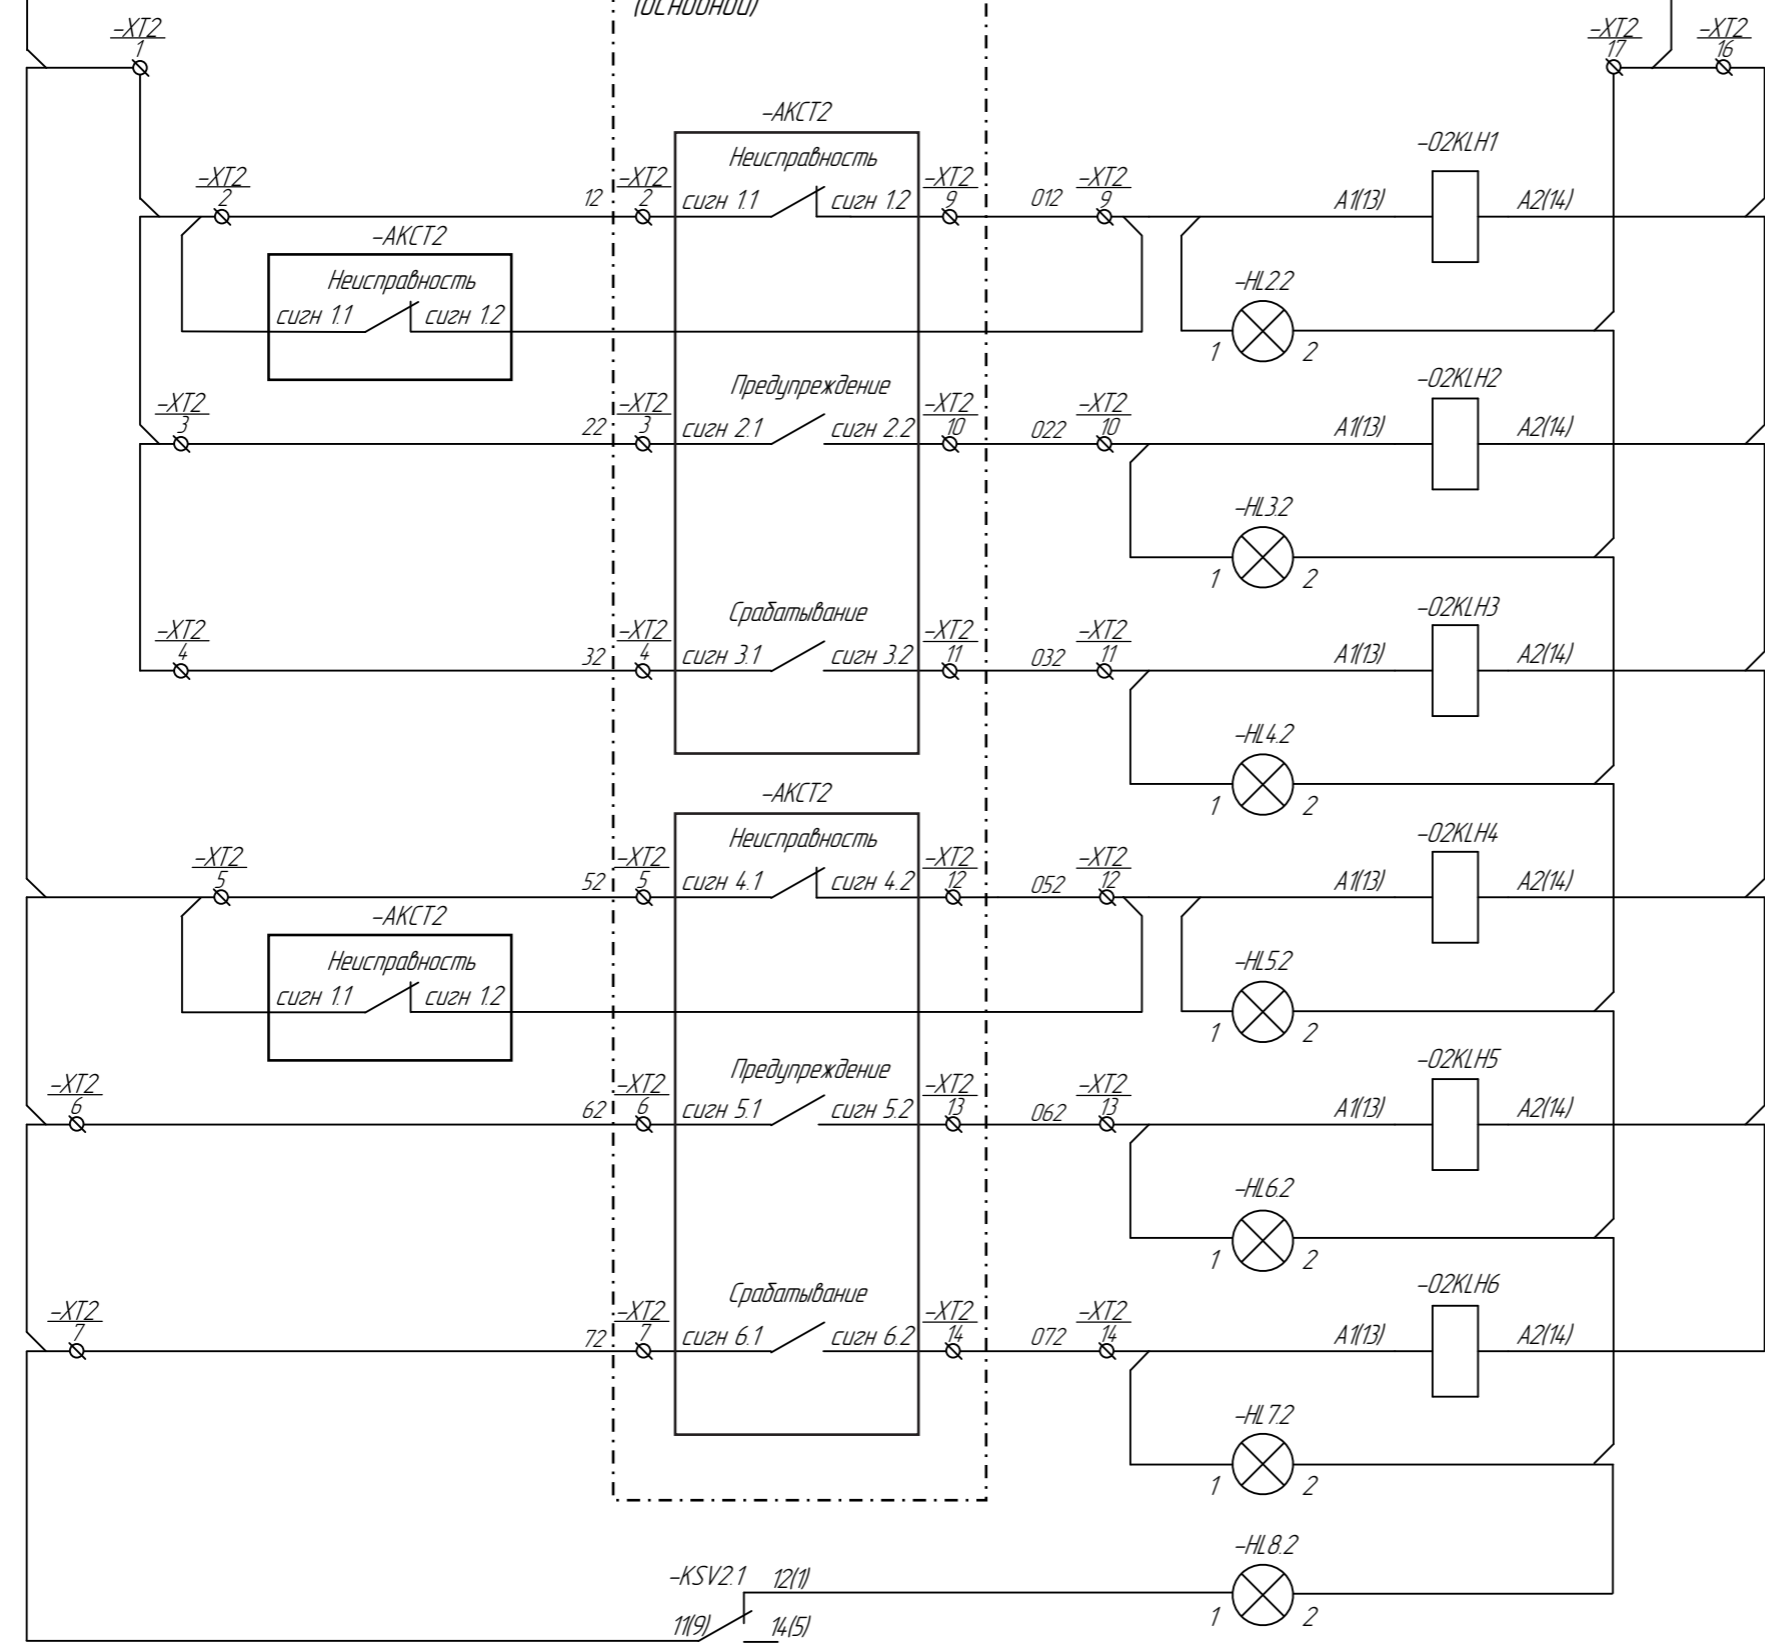 (основной)
-XT2
1
-XT2
17
-XT2
16
-АКСТ2
Неисправность
-XT2
2
12
-XT2
2
сигн 1.1
сигн 1.2
-XT2
9
012
-XT2
9
-02KLH1
A1(13)
A2(14)
-АКСТ2
Неисправность
сигн 1.1
сигн 1.2
-HL2.2
1
2
Предупреждение
-XT2
3
22
-XT2
3
сигн 2.1
сигн 2.2
-XT2
10
022
-XT2
10
-02KLH2
A1(13)
A2(14)
-HL3.2
1
2
Срабатывание
-XT2
4
32
-XT2
4
сигн 3.1
сигн 3.2
-XT2
11
032
-XT2
11
-02KLH3
A1(13)
A2(14)
-HL4.2
1
2
-АКСТ2
Неисправность
-XT2
5
52
-XT2
5
сигн 4.1
сигн 4.2
-XT2
12
052
-XT2
12
-02KLH4
A1(13)
A2(14)
-АКСТ2
Неисправность
сигн 1.1
сигн 1.2
-HL5.2
1
2
Предупреждение
-XT2
6
62
-XT2
6
сигн 5.1
сигн 5.2
-XT2
13
062
-XT2
13
-02KLH5
A1(13)
A2(14)
-HL6.2
1
2
Срабатывание
-XT2
7
72
-XT2
7
сигн 6.1
сигн 6.2
-XT2
14
072
-XT2
14
-02KLH6
A1(13)
A2(14)
-HL7.2
1
2
-KSV2.1
12(1)
11(9)
14(5)
-HL8.2
1
2